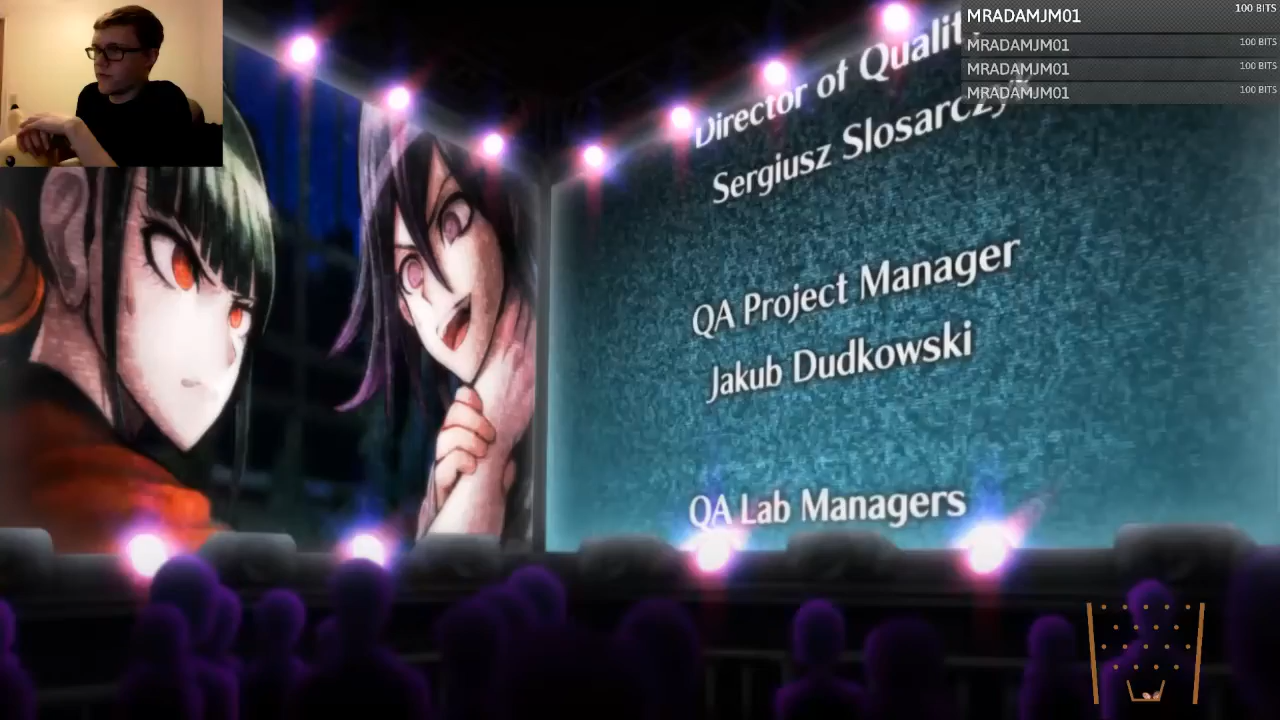 MRADAMJM01 100 BITS
MRADAMJM01 100 BITS
MRADAMJM01 100 BITS
MRADAMJM01 100 BITS
Director of
Sergiusz
QA Project Manager
Jakub Dudkowski
QA Lab Managers